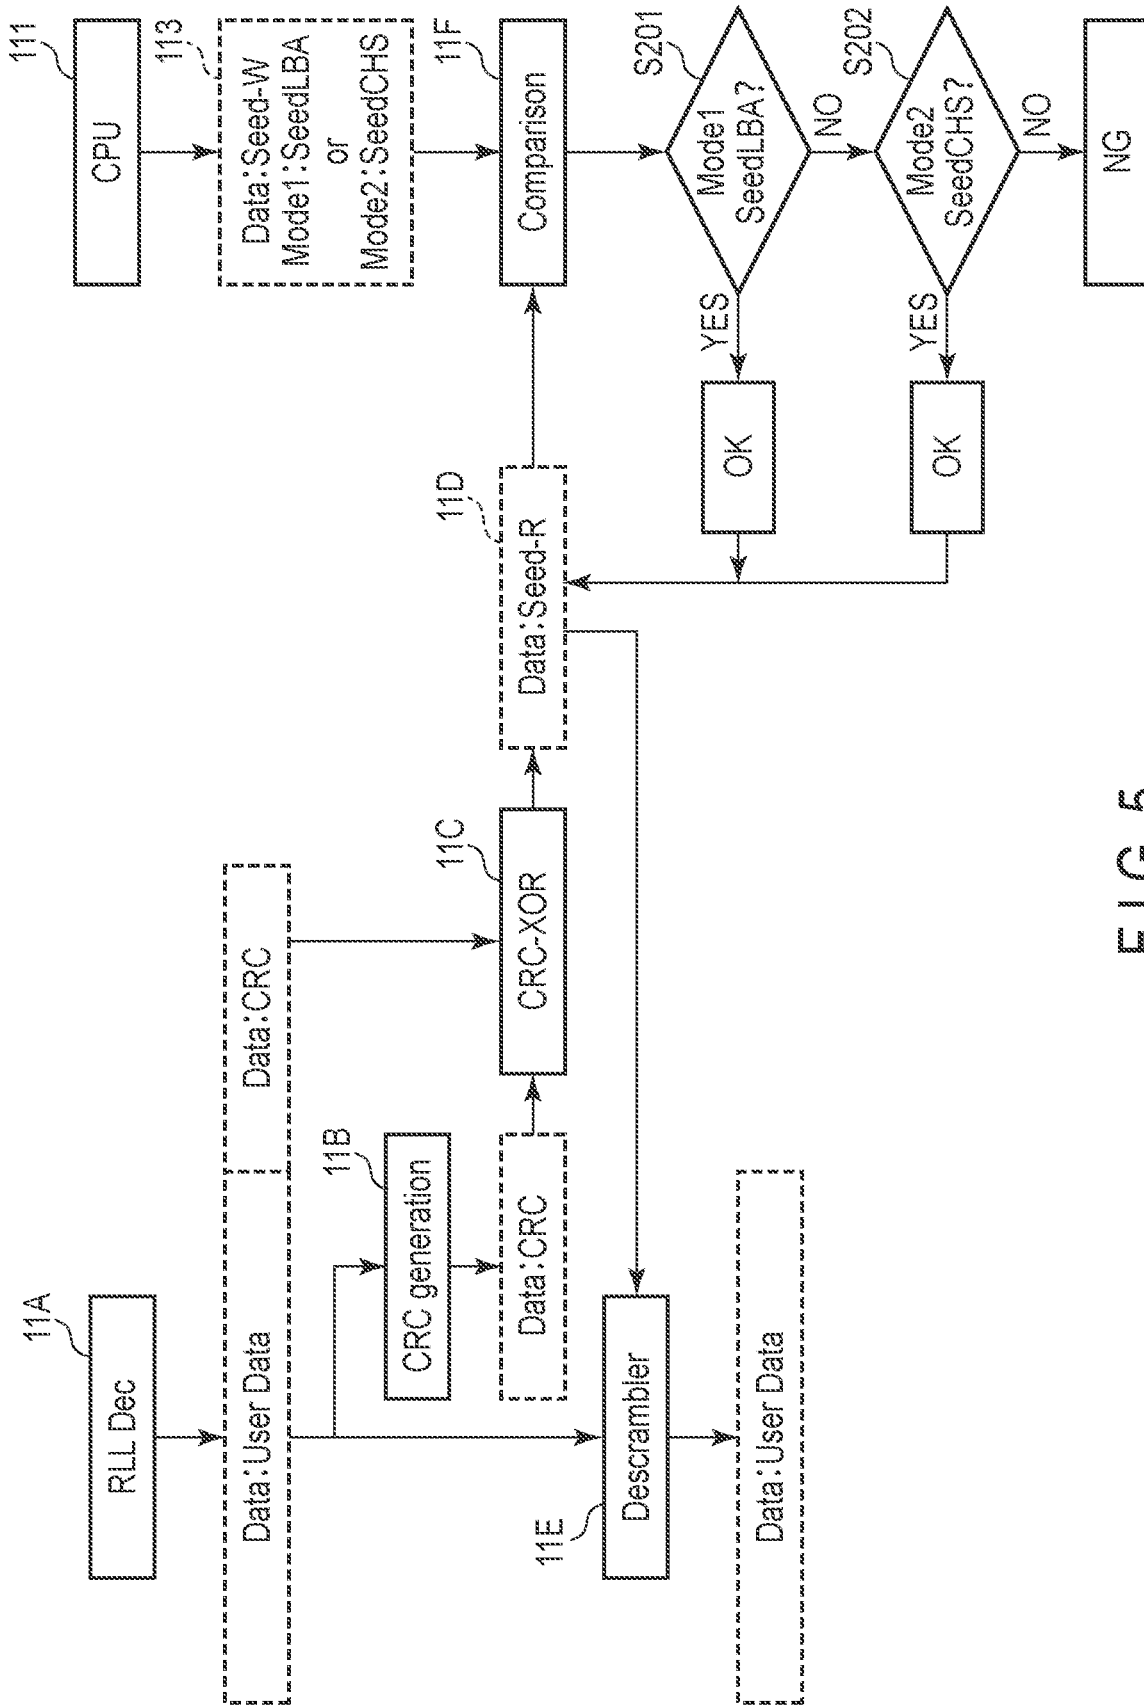 11A
RLL Dec
Data:User Data
Data:CRC
11B
CRC generation
Data:CRC
11C
CRC-XOR
11D
Data:Seed-R
11E
Descrambler
Data:User Data
111
CPU
113
Data:Seed-W
Mode1:SeedLBA
or
Mode2:SeedCHS
11F
Comparison
S201
Mode1
SeedLBA?
YES
NO
OK
S202
Mode2
SeedCHS?
YES
NO
OK
NG
FIG. 5